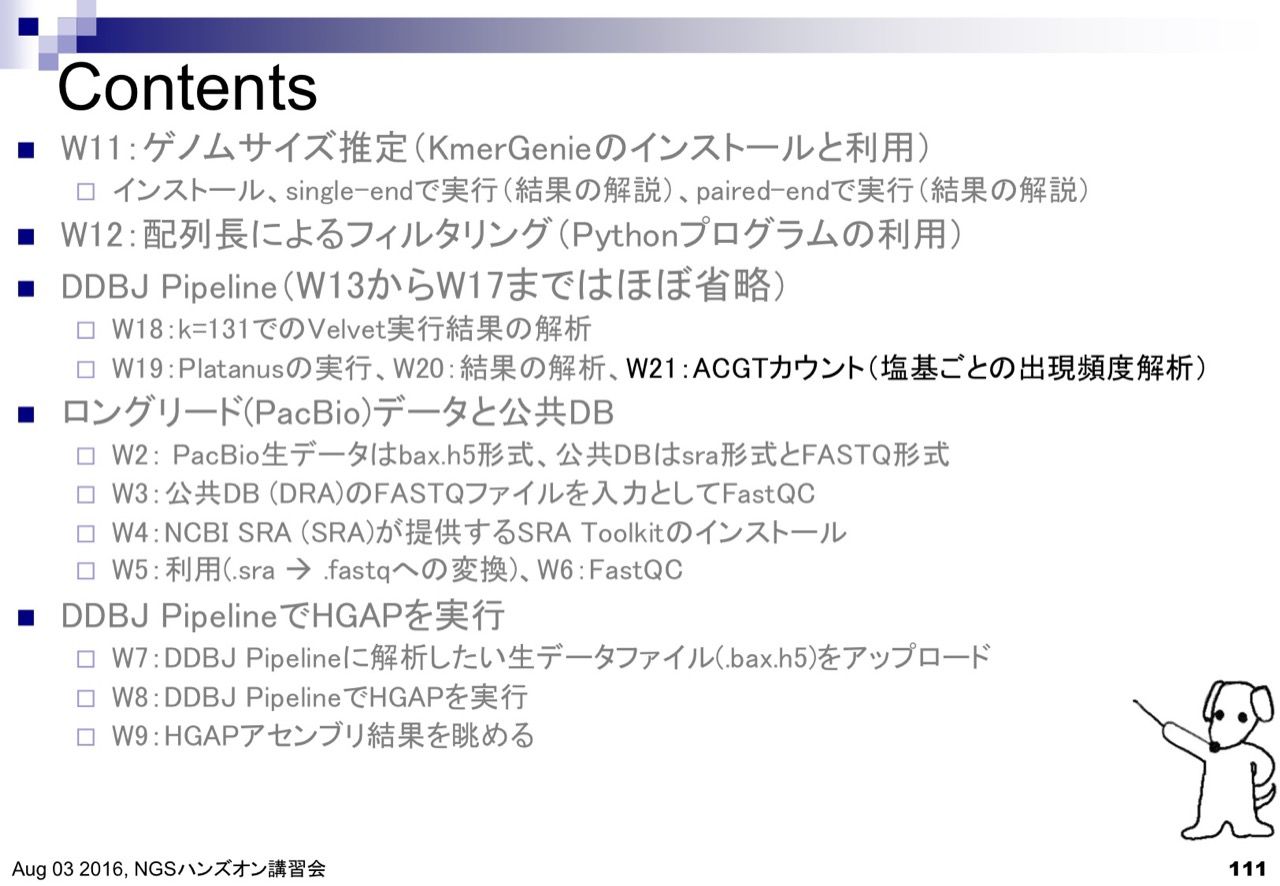 Contents
W11：ゲノムサイズ推定（KmerGenieのインストールと利用）
インストール、single-endで実行（結果の解説）、paired-endで実行（結果の解説）
W12：配列長によるフィルタリング（Pythonプログラムの利用）
DDBJ Pipeline（W13からW17まではほぼ省略）
W18：k=131でのVelvet実行結果の解析
W19：Platanusの実行、W20：結果の解析、W21：ACGTカウント（塩基ごとの出現頻度解析）
ロングリード(PacBio)データと公共DB
W2： PacBio生データはbax.h5形式、公共DBはsra形式とFASTQ形式
W3：公共DB (DRA)のFASTQファイルを入力としてFastQC
W4：NCBI SRA (SRA)が提供するSRA Toolkitのインストール
W5：利用(.sra → .fastqへの変換)、W6：FastQC
DDBJ PipelineでHGAPを実行
W7：DDBJ Pipelineに解析したい生データファイル(.bax.h5)をアップロード
W8：DDBJ PipelineでHGAPを実行
W9：HGAPアセンブリ結果を眺める
Aug 03 2016, NGSハンズオン講習会
111